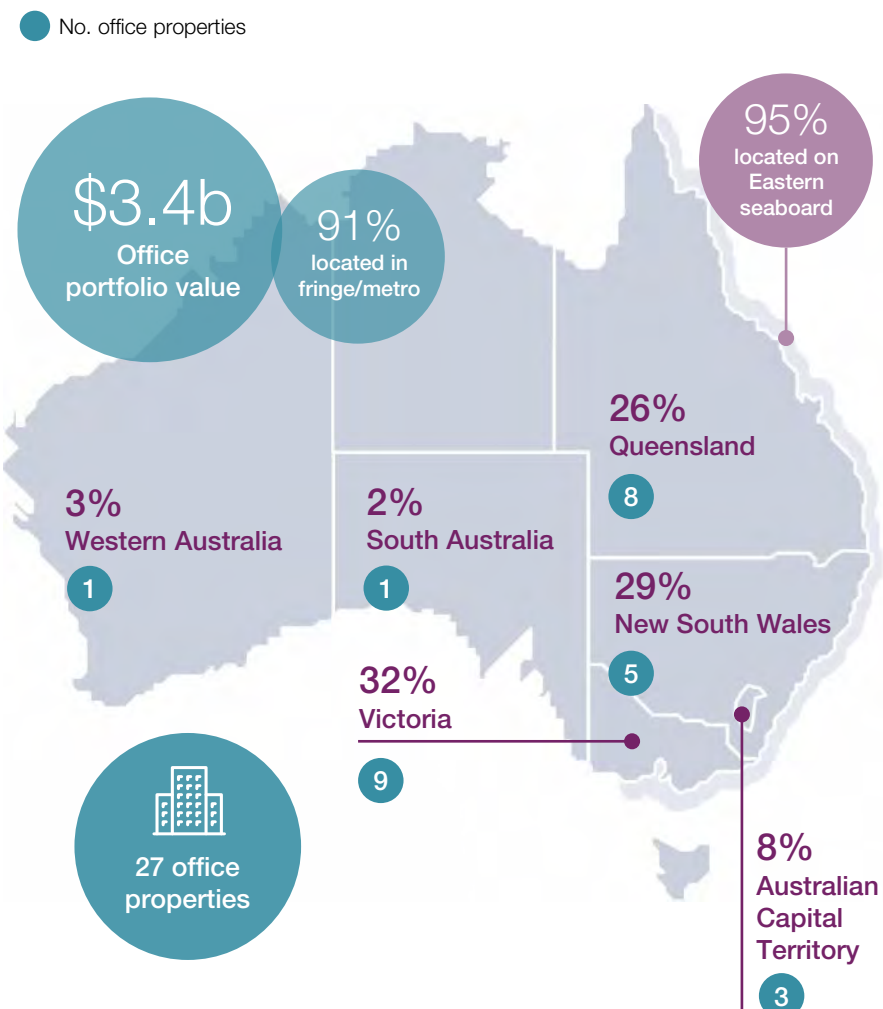 No. office properties
$3.4b
Office
portfolio value
91%
located in
fringe/metro
95%
located on
Eastern
seaboard
26%
Queensland
8
3%
Western Australia
1
2%
South Australia
1
29%
New South Wales
5
32%
Victoria
9
27 office
properties
8%
Australian
Capital
Territory
3